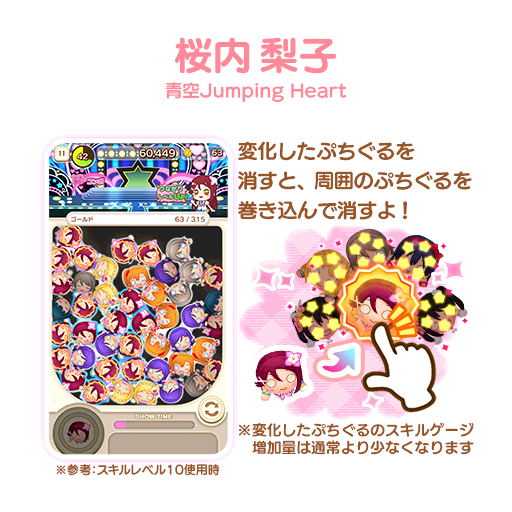 桜内 梨子
青空Jumping Heart
42
60,449
63
ゴールド
63 / 315
SHOW TIME
変化したぷちぐるを
消すと、周囲のぷちぐるを
巻き込んで消すよ！
※変化したぷちぐるのスキルゲージ
増加量は通常より少なくなります
※参考：スキルレベル10使用時